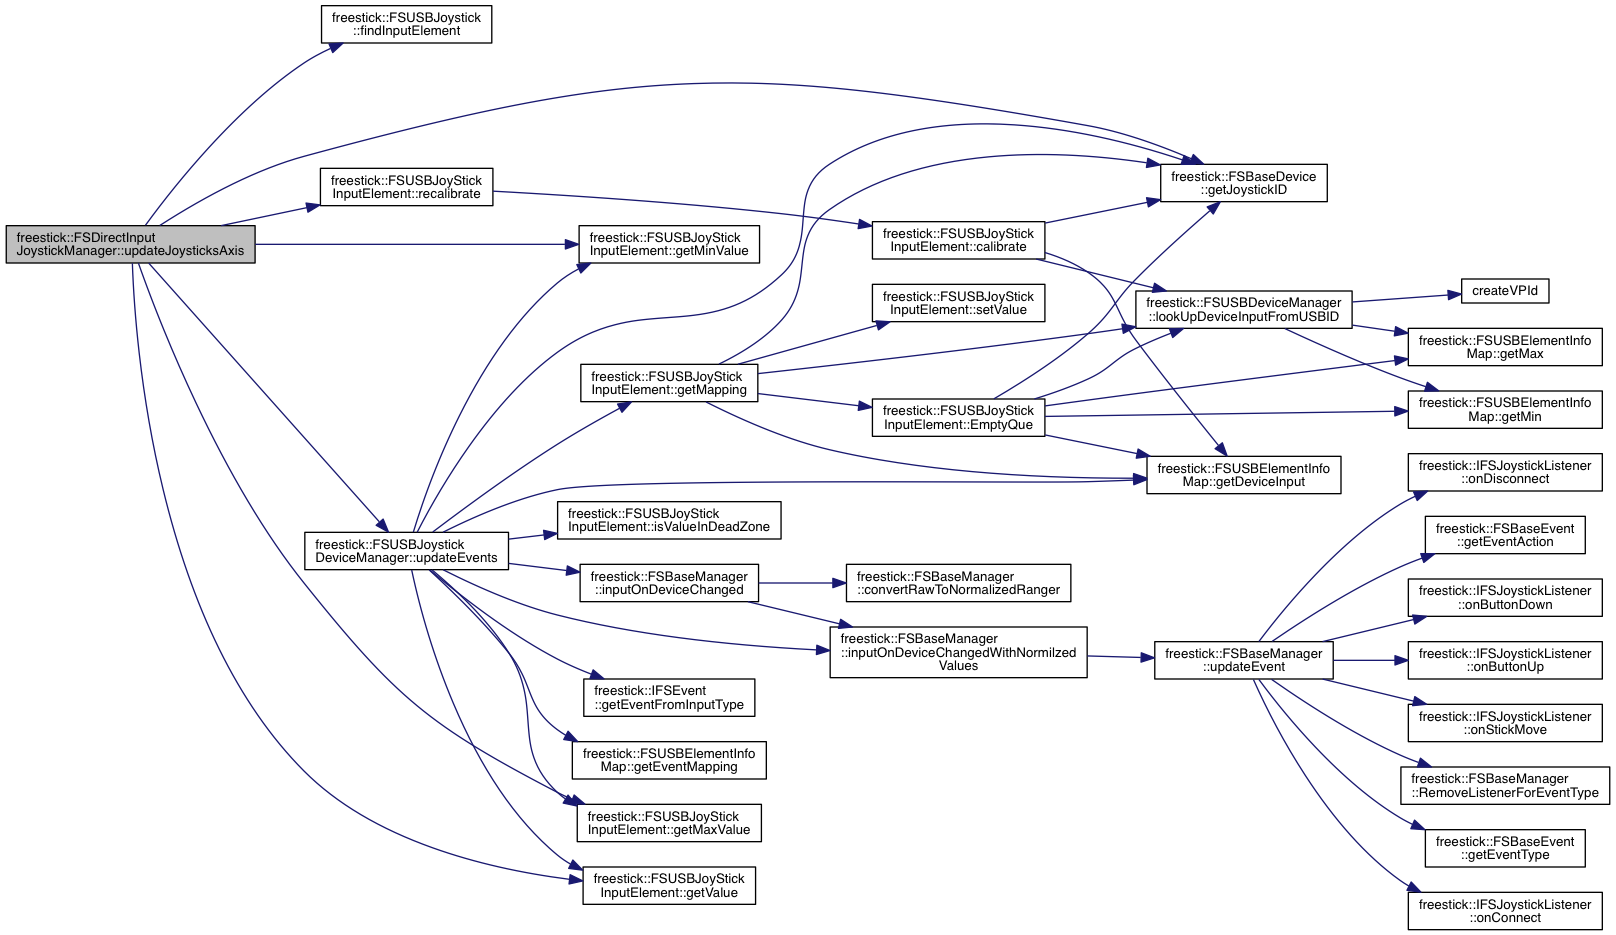 freestick::FSUSBJoystick
::findInputElement
freestick::FSDirectInput
JoystickManager::updateJoysticksAxis
freestick::FSUSBJoyStick
InputElement::recalibrate
freestick::FSUSBJoyStick
InputElement::getMinValue
freestick::FSUSBJoyStick
InputElement::getMapping
freestick::FSUSBJoystick
DeviceManager::updateEvents
freestick::FSUSBJoyStick
InputElement::isValueInDeadZone
freestick::FSBaseManager
::inputOnDeviceChanged
freestick::IFSEvent
::getEventFromInputType
freestick::FSUSBElementInfo
Map::getEventMapping
freestick::FSUSBJoyStick
InputElement::getMaxValue
freestick::FSUSBJoyStick
InputElement::getValue
freestick::FSUSBJoyStick
InputElement::calibrate
freestick::FSUSBJoyStick
InputElement::setValue
freestick::FSUSBJoyStick
InputElement::EmptyQue
freestick::FSBaseManager
::convertRawToNormalizedRanger
freestick::FSBaseManager
::inputOnDeviceChangedWithNormilzed
Values
freestick::FSBaseDevice
::getJoystickID
freestick::FSUSBDeviceManager
::lookUpDeviceInputFromUSBID
freestick::FSUSBElementInfo
Map::getDeviceInput
freestick::FSBaseManager
::updateEvent
createVPId
freestick::FSUSBElementInfo
Map::getMax
freestick::FSUSBElementInfo
Map::getMin
freestick::IFSJoystickListener
::onDisconnect
freestick::FSBaseEvent
::getEventAction
freestick::IFSJoystickListener
::onButtonDown
freestick::IFSJoystickListener
::onButtonUp
freestick::IFSJoystickListener
::onStickMove
freestick::FSBaseManager
::RemoveListenerForEventType
freestick::FSBaseEvent
::getEventType
freestick::IFSJoystickListener
::onConnect